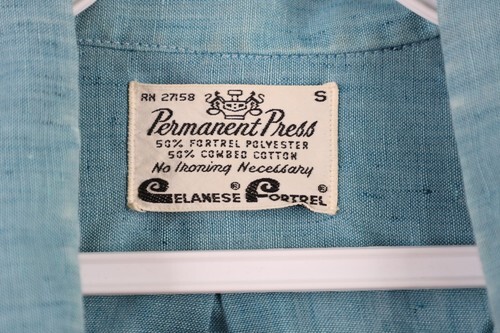 RN 27158 S
Permanent Press
50% FORTREL POLYESTER
50% COMBED COTTON
No Ironing Necessary
CELANESE® FORTREL®